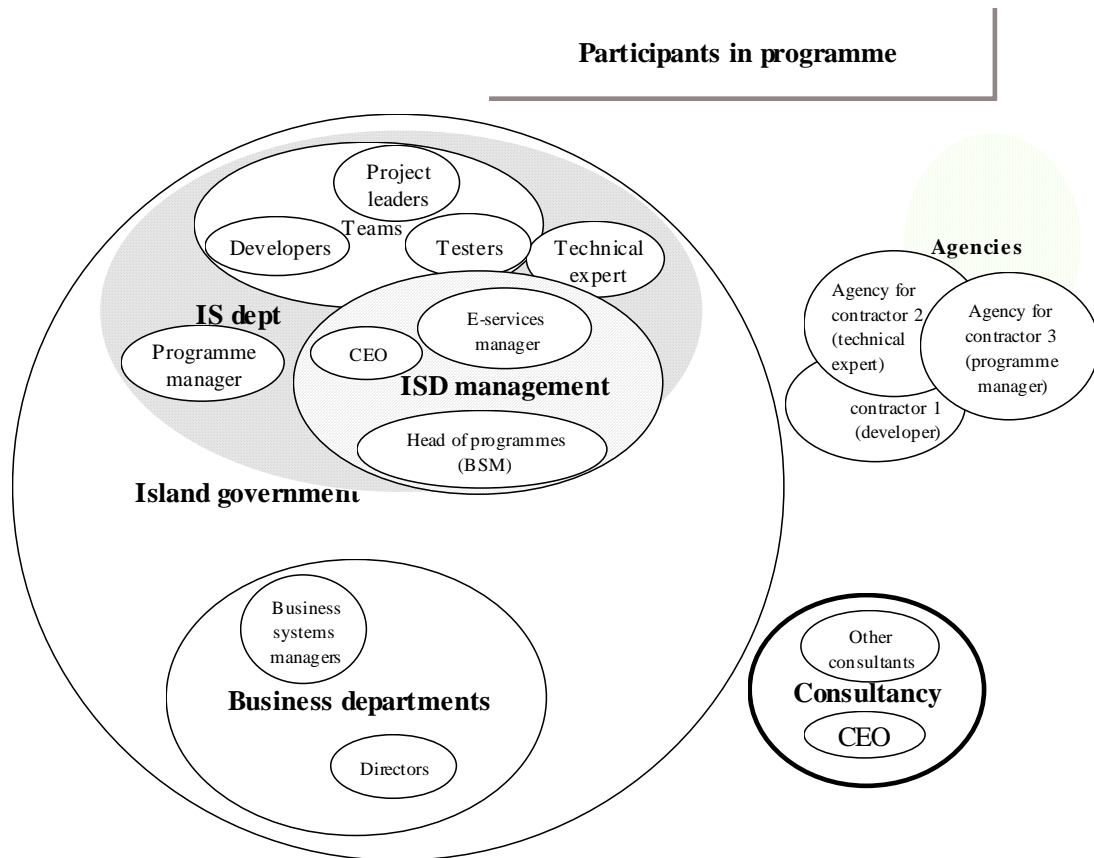 Participants in programme
Project
leaders
Teams
Developers
Testers
Technical
expert
IS dept
E-services
manager
Programme
manager
CEO
ISD management
Head of programmes
(BSM)
Island government
Agencies
Agency for
contractor 2
(technical
expert)
Agency for
contractor 3
(programme
manager)
contractor 1
(developer)
Business
systems
managers
Business departments
Directors
Other
consultants
Consultancy
CEO